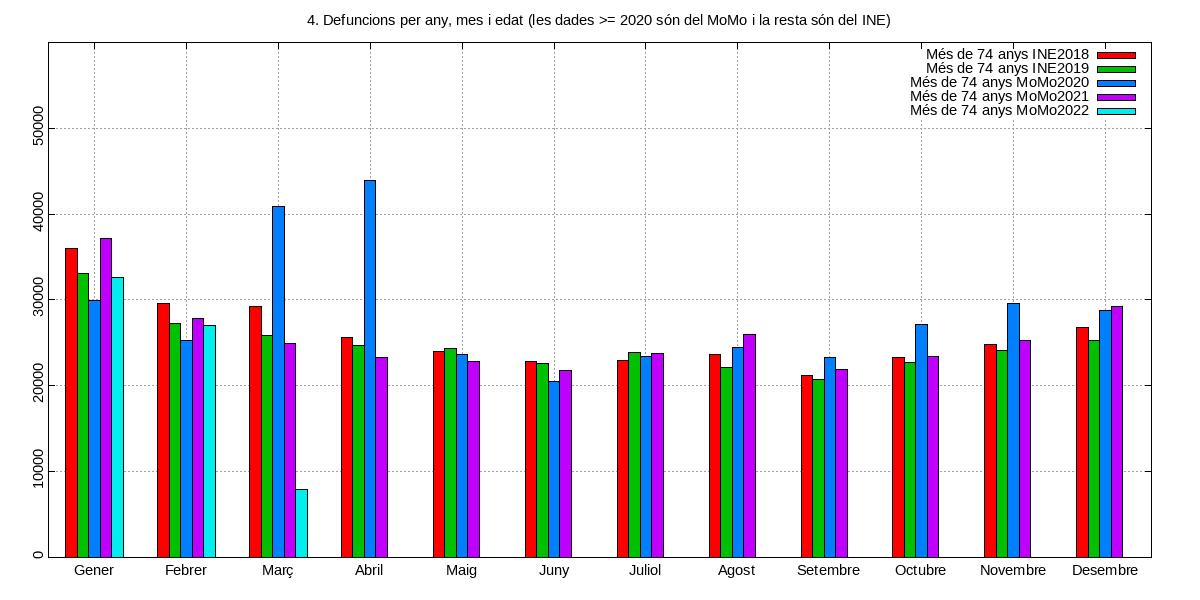 4. Defuncions per any, mes i edat (les dades >= 2020 són del MoMo i la resta són del INE)
Més de 74 anys INE2018
Més de 74 anys INE2019
Més de 74 anys MoMo2020
Més de 74 anys MoMo2021
Més de 74 anys MoMo2022
50000
40000
30000
20000
10000
0
Gener Febrer Març Abril Maig Juny Juliol Agost Setembre Octubre Novembre Desembre